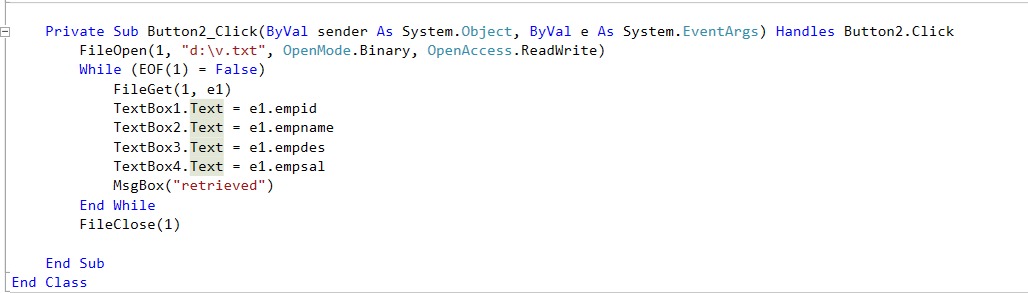 Private Sub Button2_Click(ByVal sender As System.Object, ByVal e As System.EventArgs) Handles Button2.Click
FileOpen(1, "d:\v.txt", OpenMode.Binary, OpenAccess.ReadWrite)
While (EOF(1) = False)
FileGet(1, e1)
TextBox1.Text = e1.empid
TextBox2.Text = e1.empname
TextBox3.Text = e1.empdes
TextBox4.Text = e1.empsal
MsgBox("retrieved")
End While
FileClose(1)
End Sub
End Class